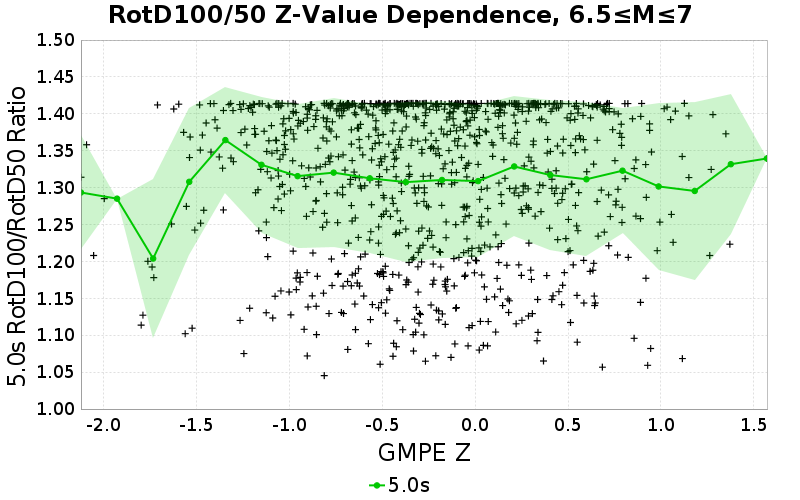 RotD100/50 Z-Value Dependence, 6.5≤M≤7
5.0s RotD100/RotD50 Ratio
1.50
1.45
1.40
1.35
1.30
1.25
1.20
1.15
1.10
1.05
1.00
-2.0 -1.5 -1.0 -0.5 0.0 0.5 1.0 1.5
GMPE Z
5.0s